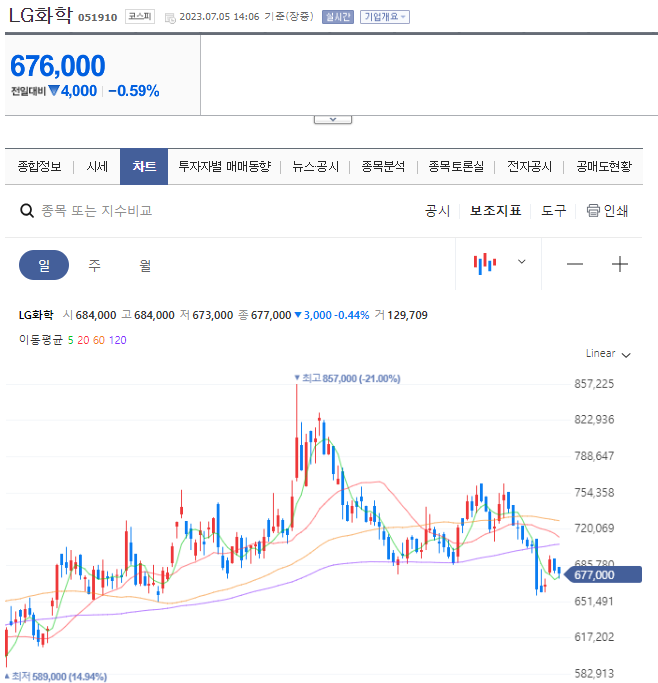 LG화학 051910 코스피 2023.07.05 14:06 기준(장중) 실시간 기업개요
676,000
전일대비 ▼4,000 | −0.59%
종합정보 시세 차트 투자자별 매매동향 뉴스·공시 종목분석 종목토론실 전자공시 공매도현황
종목 또는 지수비교 공시 보조지표 도구 인쇄
일 주 월
LG화학 시 684,000 고 684,000 저 673,000 종 677,000 ▼3,000 -0.44% 거 129,709
이동평균 5 20 60 120
Linear
▼최고 857,000 (-21.00%)
857,225
822,936
788,647
754,358
720,069
685,780
677,000
651,491
617,202
582,913
▲최저 589,000 (14.94%)